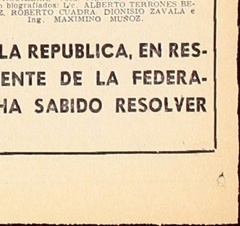 biografiados: Lic. ALBERTO TERRONES BE-
Z, ROBERTO CUADRA DIONISIO ZAVALA e
Ing. MAXIMINO MUÑOZ.
LA REPUBLICA, EN RES-
ENTE DE LA FEDERA-
HA SABIDO RESOLVER